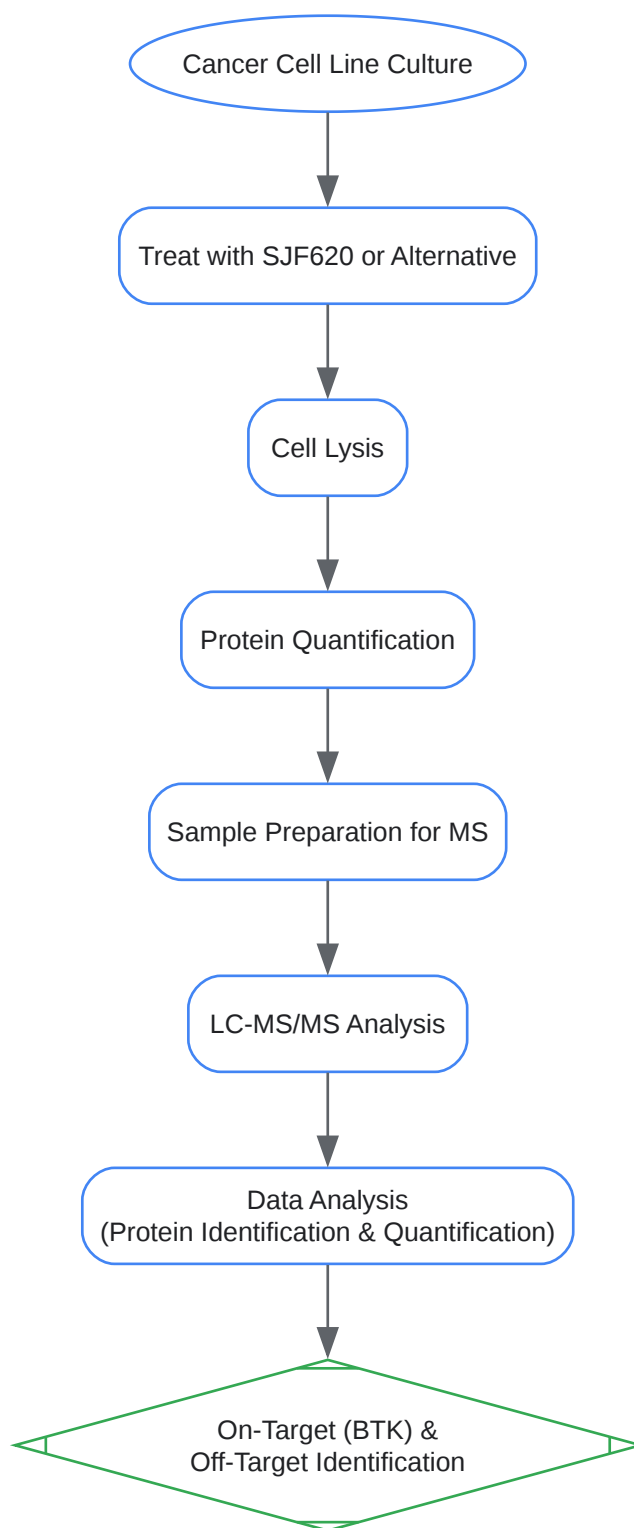 Cancer Cell Line Culture
Treat with SJF620 or Alternative
Cell Lysis
Protein Quantification
Sample Preparation for MS
LC-MS/MS Analysis
Data Analysis
(Protein Identification & Quantification)
On-Target (BTK) &
Off-Target Identification